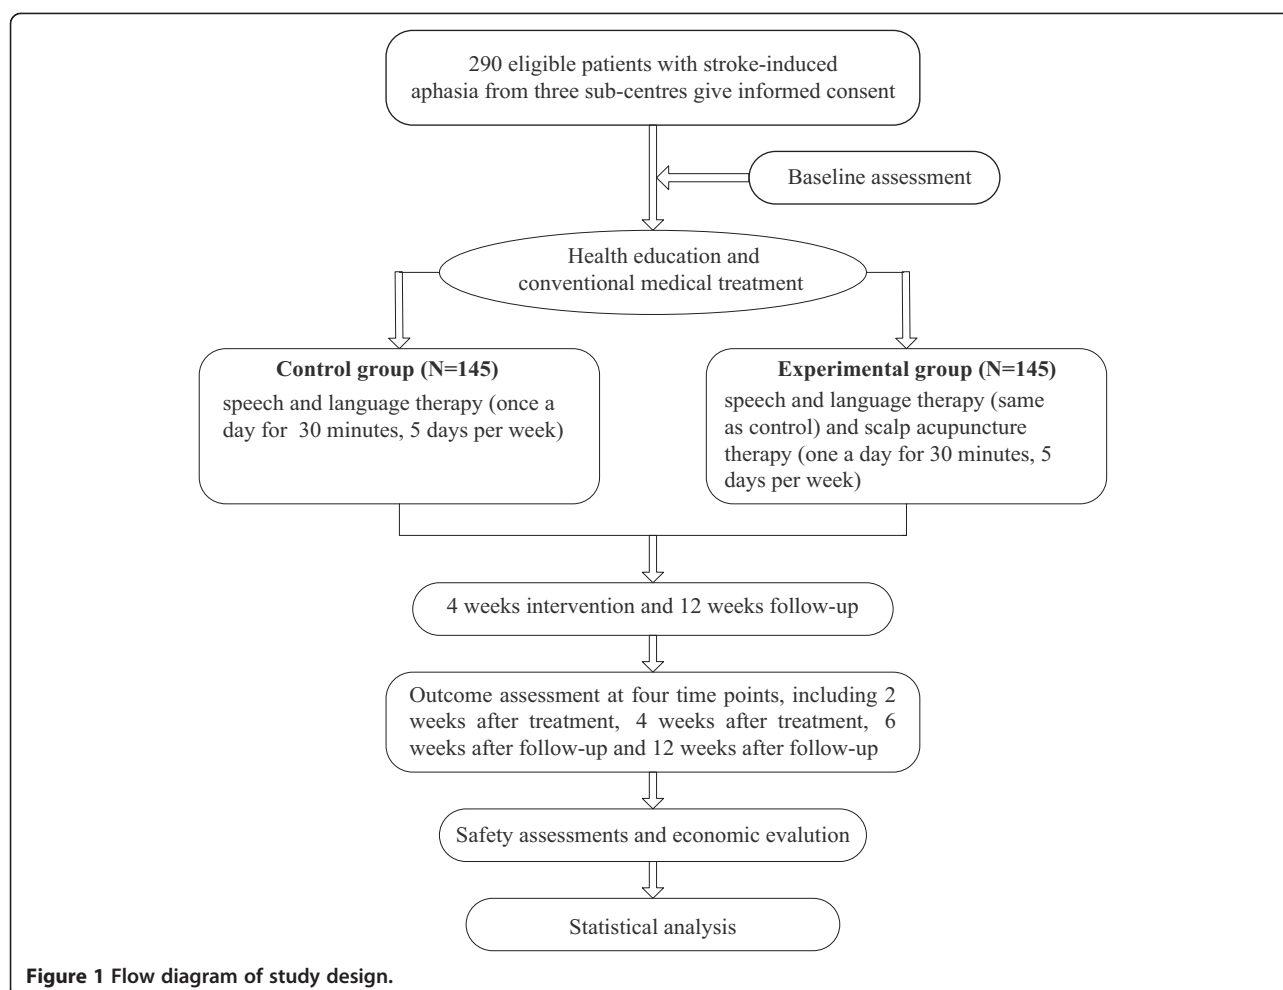 290 eligible patients with stroke-induced
aphasia from three sub-centres give informed consent
Baseline assessment
Health education and
conventional medical treatment
Control group (N=145)
speech and language therapy (once a
day for 30 minutes, 5 days per week)
Experimental group (N=145)
speech and language therapy (same
as control) and scalp acupuncture
therapy (one a day for 30 minutes, 5
days per week)
4 weeks intervention and 12 weeks follow-up
Outcome assessment at four time points, including 2
weeks after treatment, 4 weeks after treatment, 6
weeks after follow-up and 12 weeks after follow-up
Safety assessments and economic evalution
Statistical analysis
Figure 1 Flow diagram of study design.